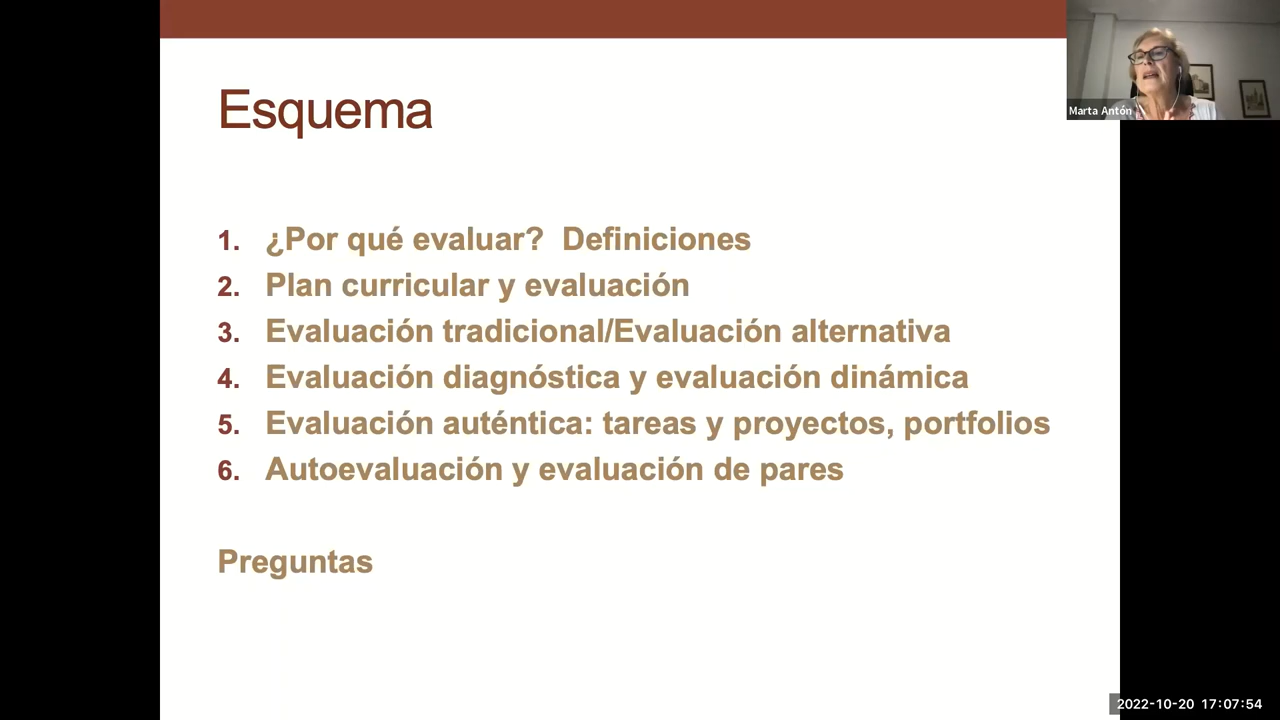 Esquema
Marta Antón
1. ¿Por qué evaluar?  Definiciones
2. Plan curricular y evaluación
3. Evaluación tradicional/Evaluación alternativa
4. Evaluación diagnóstica y evaluación dinámica
5. Evaluación auténtica: tareas y proyectos, portfolios
6. Autoevaluación y evaluación de pares
Preguntas
2022-10-20 17:07:54